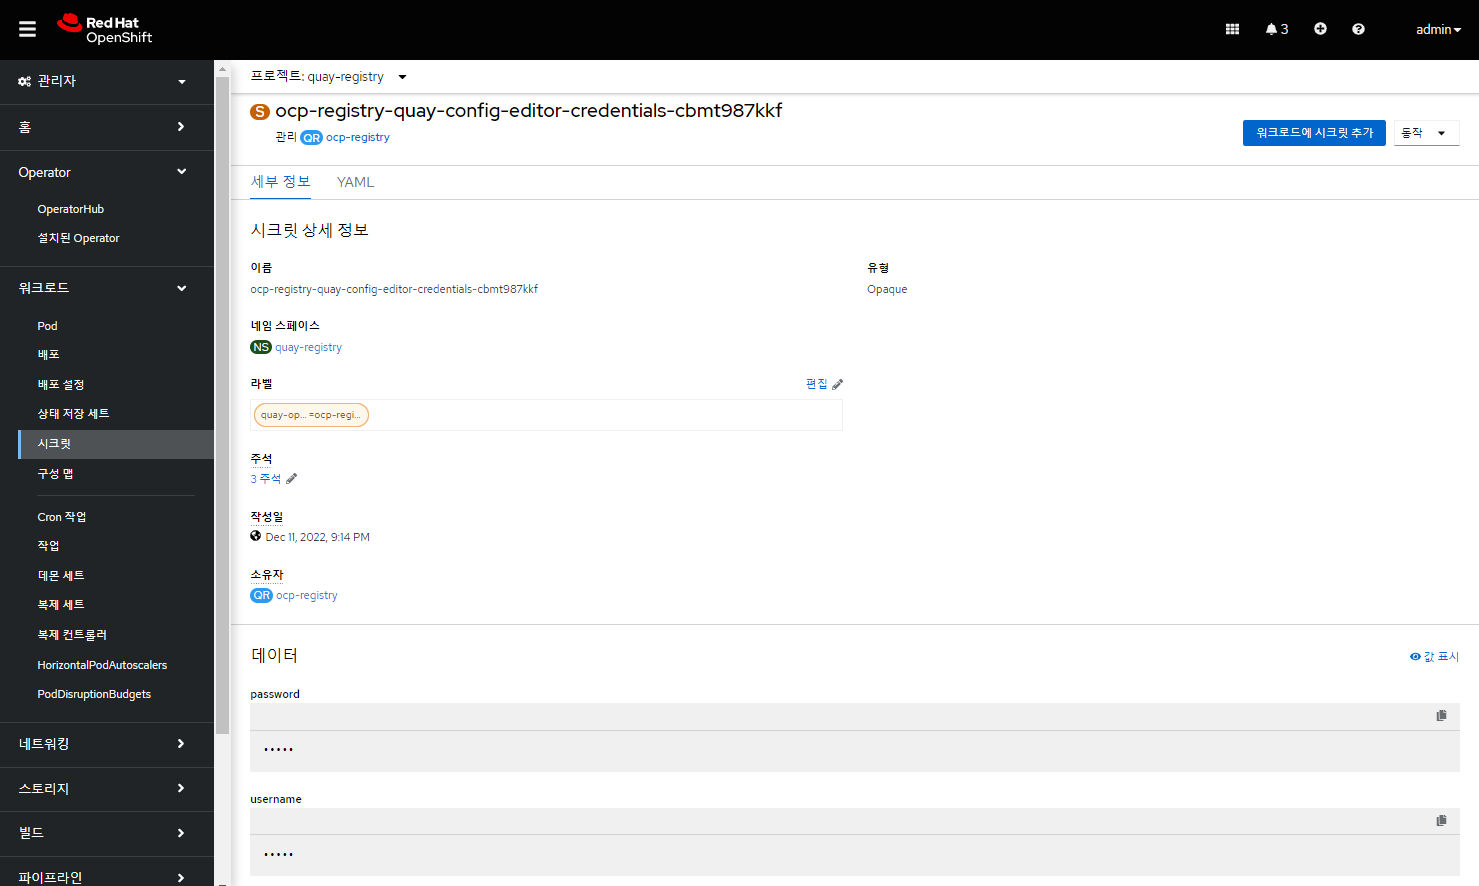 Red Hat
OpenShift
3
admin
관리자
홈
Operator
OperatorHub
설치된 Operator
워크로드
Pod
배포
배포 설정
상태 저장 세트
시크릿
구성 맵
Cron 작업
작업
데몬 세트
복제 세트
복제 컨트롤러
HorizontalPodAutoscalers
PodDisruptionBudgets
네트워킹
스토리지
빌드
파이프라인
프로젝트: quay-registry
S ocp-registry-quay-config-editor-credentials-cbmt987kkf
관리 QR ocp-registry
워크로드에 시크릿 추가
동작
세부 정보
YAML
시크릿 상세 정보
이름
ocp-registry-quay-config-editor-credentials-cbmt987kkf
유형
Opaque
네임 스페이스
NS quay-registry
라벨
편집
quay-op... =ocp-regi...
주석
3 주석
작성일
Dec 11, 2022, 9:14 PM
소유자
QR ocp-registry
데이터
값 표시
password
•••••
username
•••••